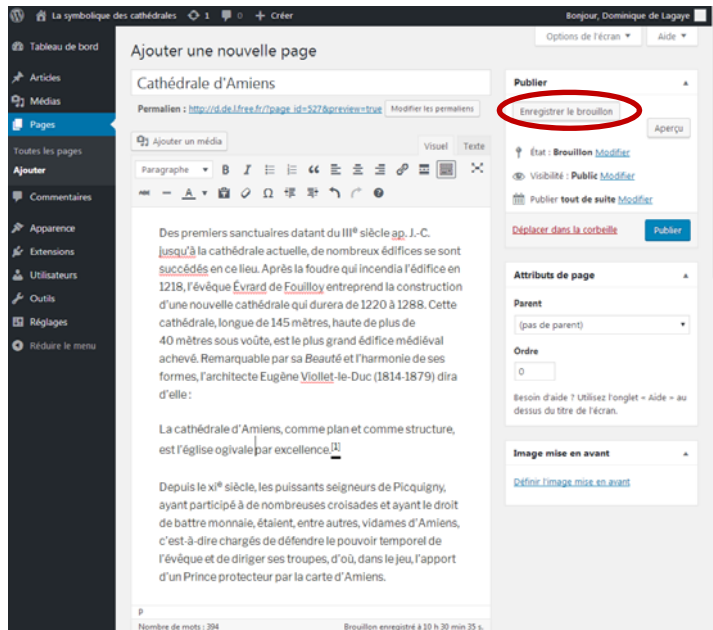 La symbolique des cathédrales 1 0 + Créer Bonjour, Dominique de Lagaye
Options de l'écran Aide
Tableau de bord
Articles
Médias
Pages
Toutes les pages
Ajouter
Commentaires
Apparence
Extensions
Utilisateurs
Outils
Réglages
Réduire le menu
Ajouter une nouvelle page
Cathédrale d'Amiens
Permalien : http://d.de.l.free.fr/?page_id=527&preview=true Modifier les permaliens
Ajouter un média
Visuel Texte
Paragraphe
Des premiers sanctuaires datant du IIIe siècle ap. J.-C.
jusqu'à la cathédrale actuelle, de nombreux édifices se sont
succédés en ce lieu. Après la foudre qui incendia l'édifice en
1218, l'évêque Évrard de Fouilloy entreprend la construction
d'une nouvelle cathédrale qui durera de 1220 à 1288. Cette
cathédrale, longue de 145 mètres, haute de plus de
40 mètres sous voûte, est le plus grand édifice médiéval
achevé. Remarquable par sa Beauté et l'harmonie de ses
formes, l'architecte Eugène Viollet-le-Duc (1814-1879) dira
d'elle :
La cathédrale d'Amiens, comme plan et comme structure,
est l'église ogivale par excellence.[1]
Depuis le xie siècle, les puissants seigneurs de Picquigny,
ayant participé à de nombreuses croisades et ayant le droit
de battre monnaie, étaient, entre autres, vidames d'Amiens,
c'est-à-dire chargés de défendre le pouvoir temporel de
l'évêque et de diriger ses troupes, d'où, dans le jeu, l'apport
d'un Prince protecteur par la carte d'Amiens.
P
Nombre de mots : 394 Brouillon enregistré à 10 h 30 min 35 s.
Publier
Enregistrer le brouillon
Aperçu
État : Brouillon Modifier
Visibilité : Public Modifier
Publier tout de suite Modifier
Déplacer dans la corbeille Publier
Attributs de page
Parent
(pas de parent)
Ordre
0
Besoin d'aide ? Utilisez l'onglet « Aide » au
dessus du titre de l'écran.
Image mise en avant
Définir l'image mise en avant